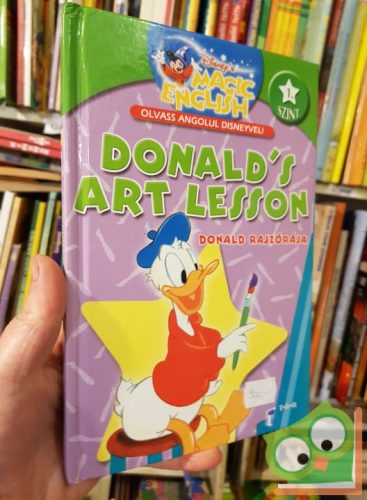 Disney's
MAGIC
ENGLISH
OLVASS ANGOLUL DISNEYVEL!
1
SZINT
DONALD'S
ART LESSON
DONALD RAJZÓRÁJA